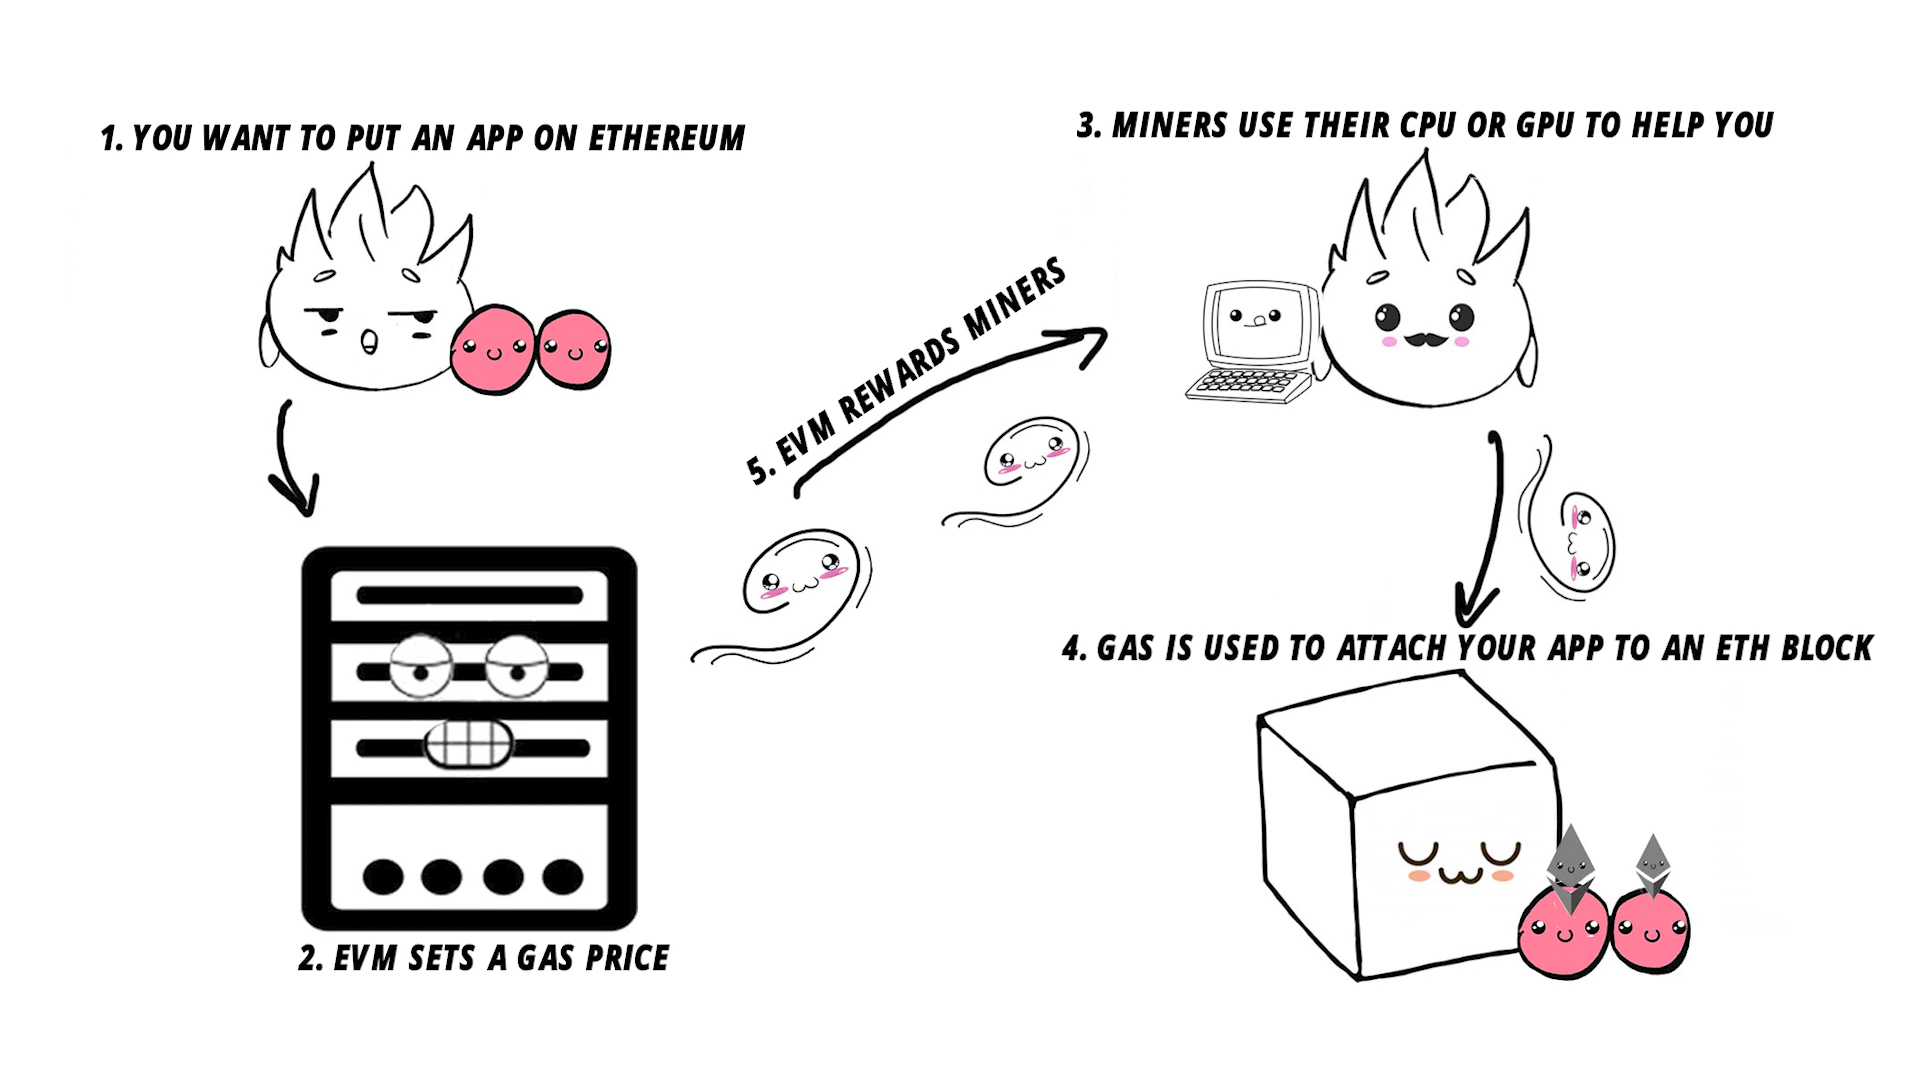 1. YOU WANT TO PUT AN APP ON ETHEREUM
2. EVM SETS A GAS PRICE
3. MINERS USE THEIR CPU OR GPU TO HELP YOU
4. GAS IS USED TO ATTACH YOUR APP TO AN ETH BLOCK
5. EVM REWARDS MINERS